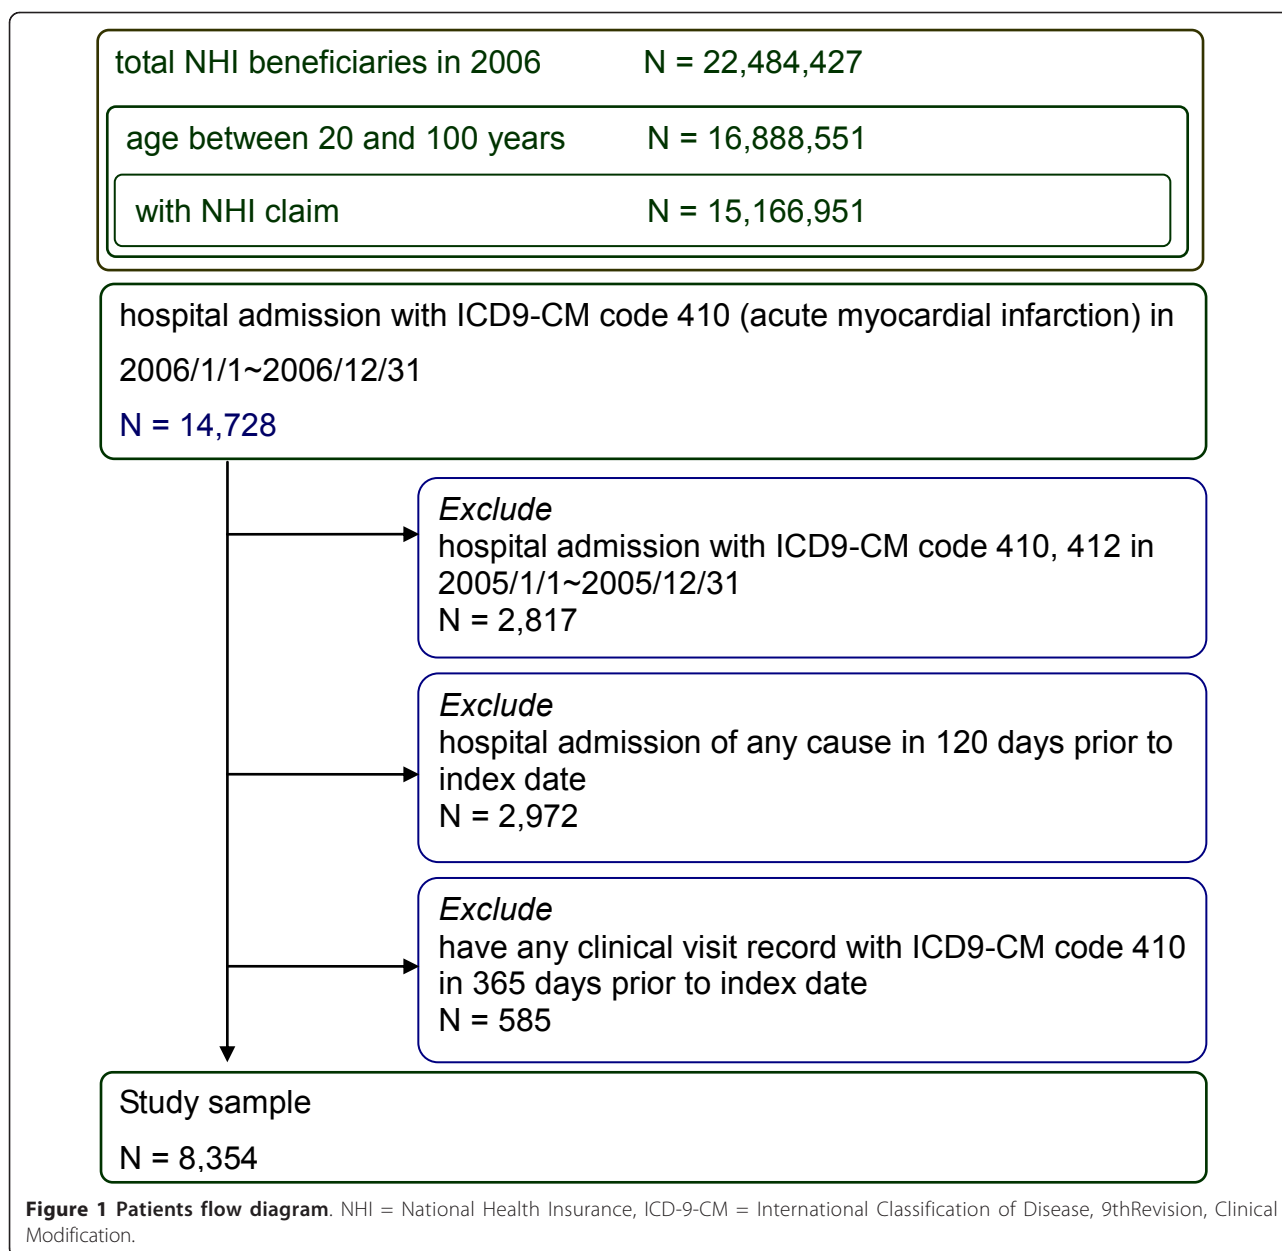 total NHI beneficiaries in 2006 N = 22,484,427
age between 20 and 100 years N = 16,888,551
with NHI claim N = 15,166,951
hospital admission with ICD9-CM code 410 (acute myocardial infarction) in
2006/1/1~2006/12/31
N = 14,728
Exclude
hospital admission with ICD9-CM code 410, 412 in
2005/1/1~2005/12/31
N = 2,817
Exclude
hospital admission of any cause in 120 days prior to
index date
N = 2,972
Exclude
have any clinical visit record with ICD9-CM code 410
in 365 days prior to index date
N = 585
Study sample
N = 8,354
Figure 1 Patients flow diagram. NHI = National Health Insurance, ICD-9-CM = International Classification of Disease, 9thRevision, Clinical
Modification.